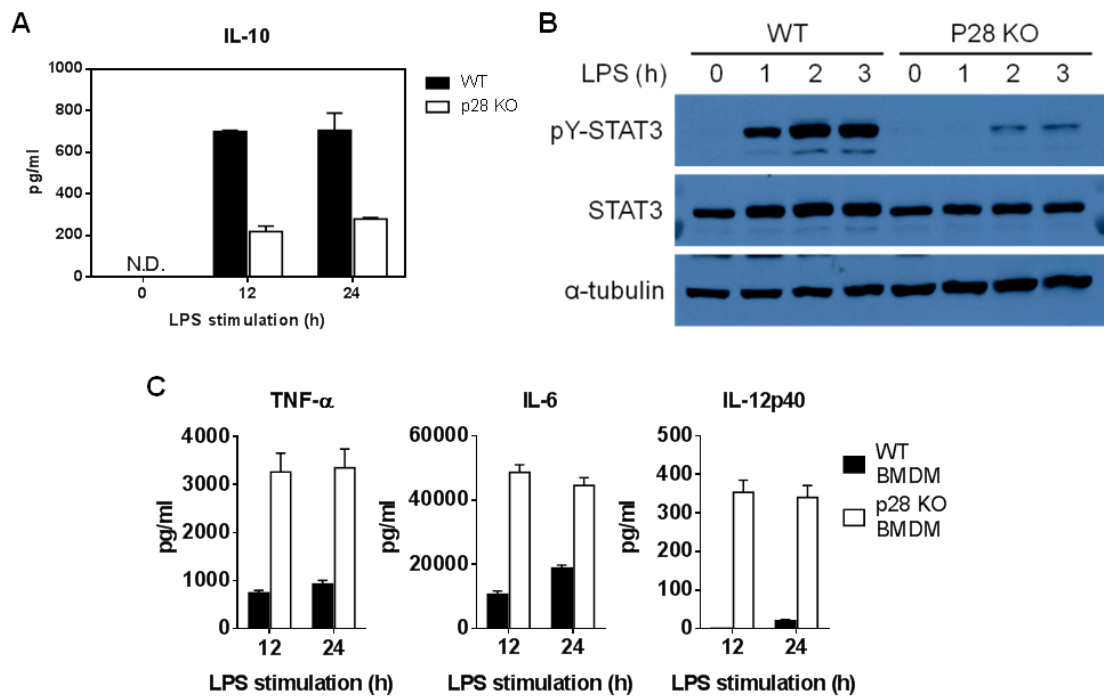 A
IL-10
1000
800
600
400
200
0
pg/ml
N.D.
0 12 24
LPS stimulation (h)
WT
p28 KO
B
WT P28 KO
LPS (h) 0 1 2 3 0 1 2 3
pY-STAT3
STAT3
α-tubulin
C
TNF-α
4000
3000
2000
1000
0
pg/ml
12 24
LPS stimulation (h)
IL-6
60000
40000
20000
0
pg/ml
12 24
LPS stimulation (h)
IL-12p40
500
400
300
200
100
0
pg/ml
12 24
LPS stimulation (h)
WT
BMDM
p28 KO
BMDM